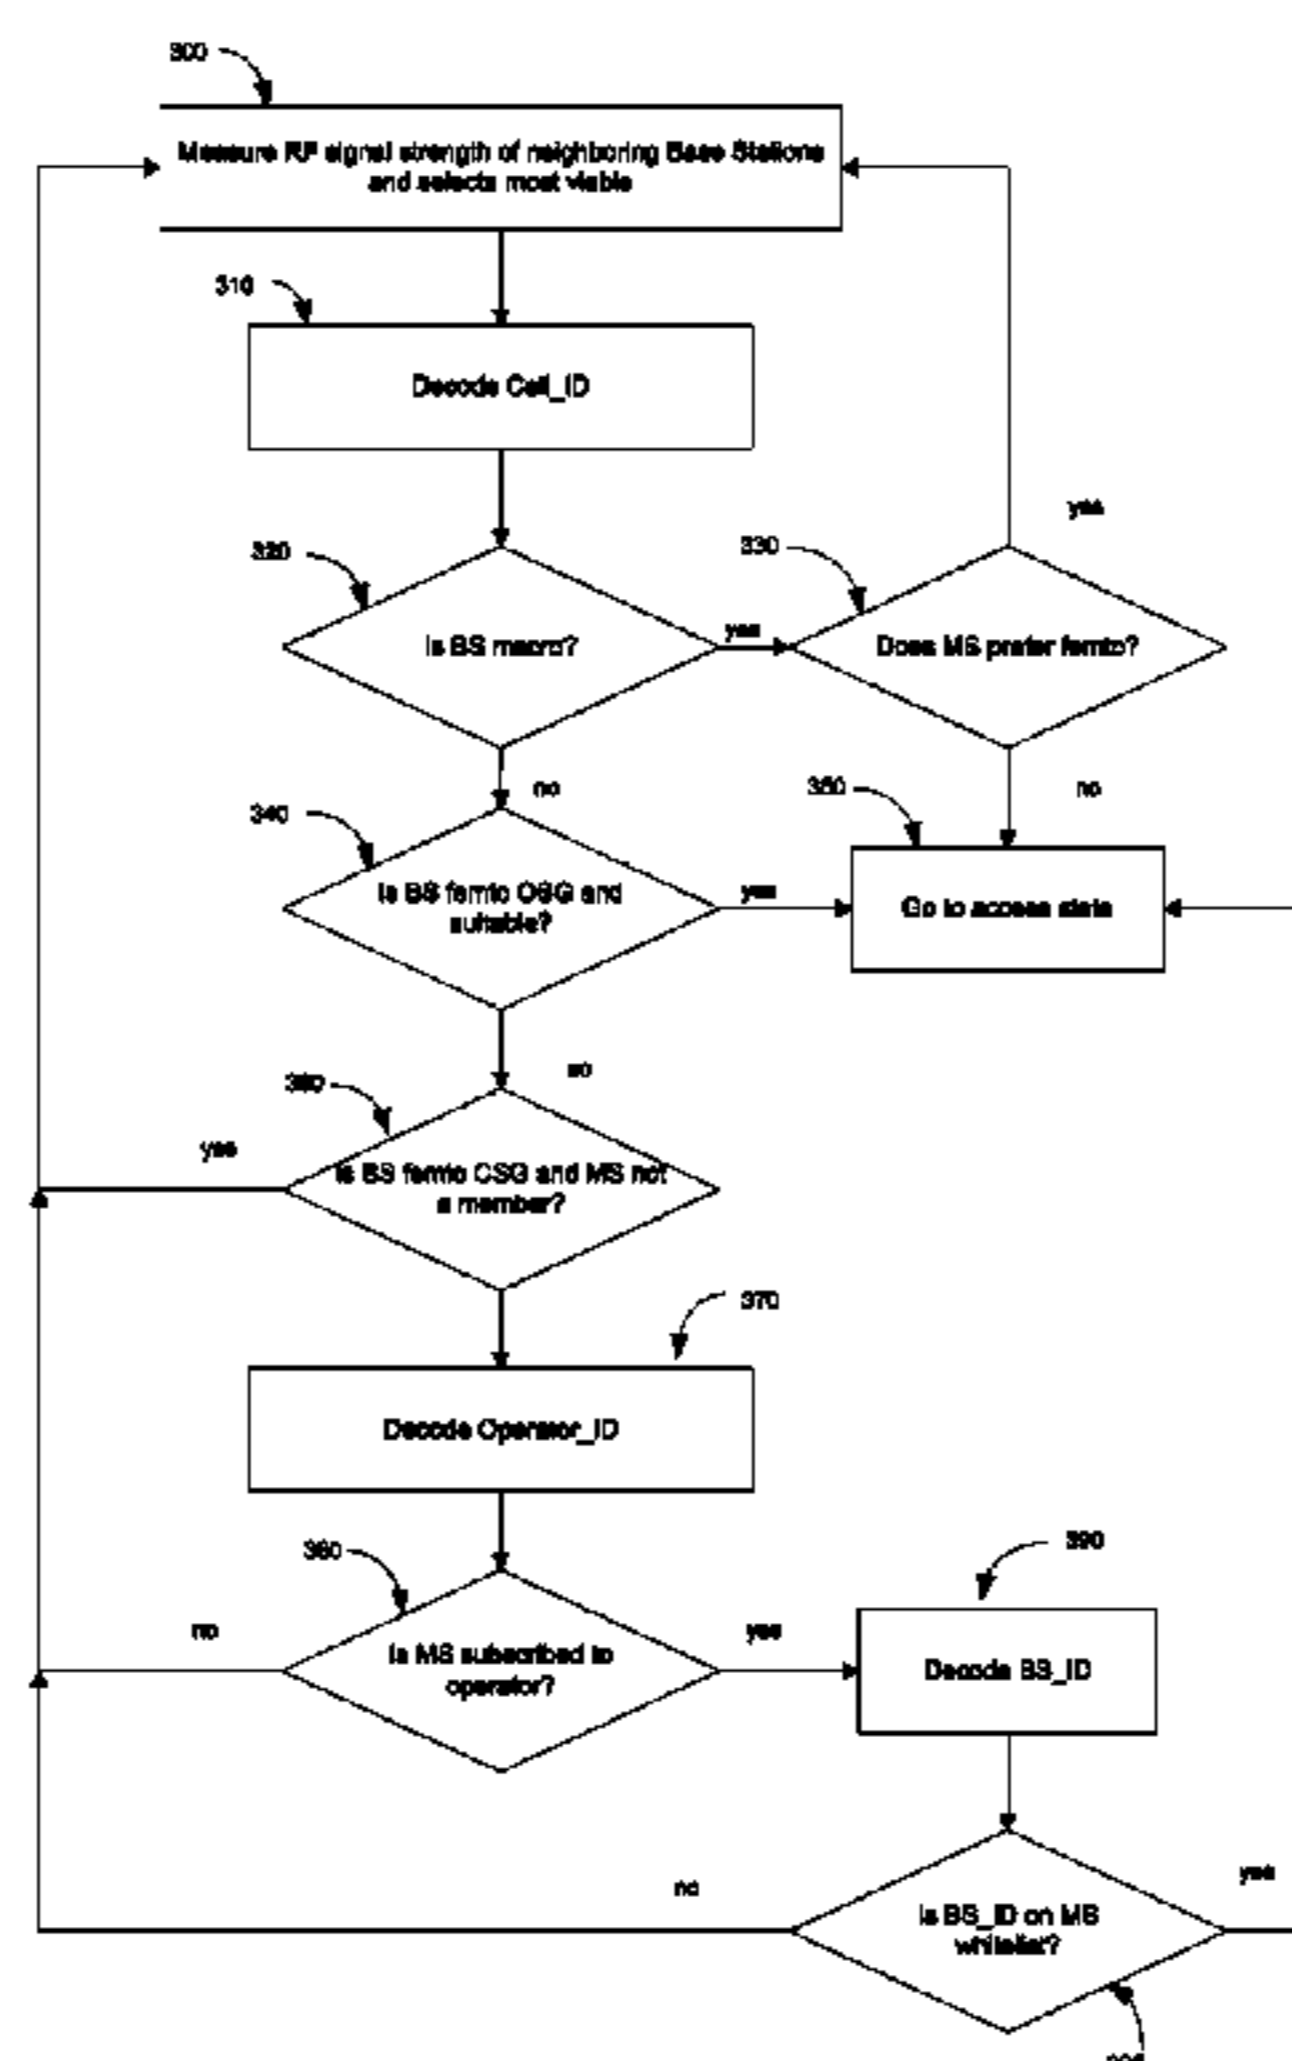 300
Measure RF signal strength of neighboring Base Stations
and selects most viable
310
Decode Cell_ID
yes
320
330
Is BS macro?
yes
Does MS prefer femto?
no
350
no
340
Is BS femto OSG and
suitable?
yes
Go to access state
no
360
yes
Is BS femto CSG and MS not
a member?
370
Decode Operator_ID
380
390
no
yes
Is MS subscribed to
operator?
Decode BS_ID
no
yes
Is BS_ID on MS
whitelist?